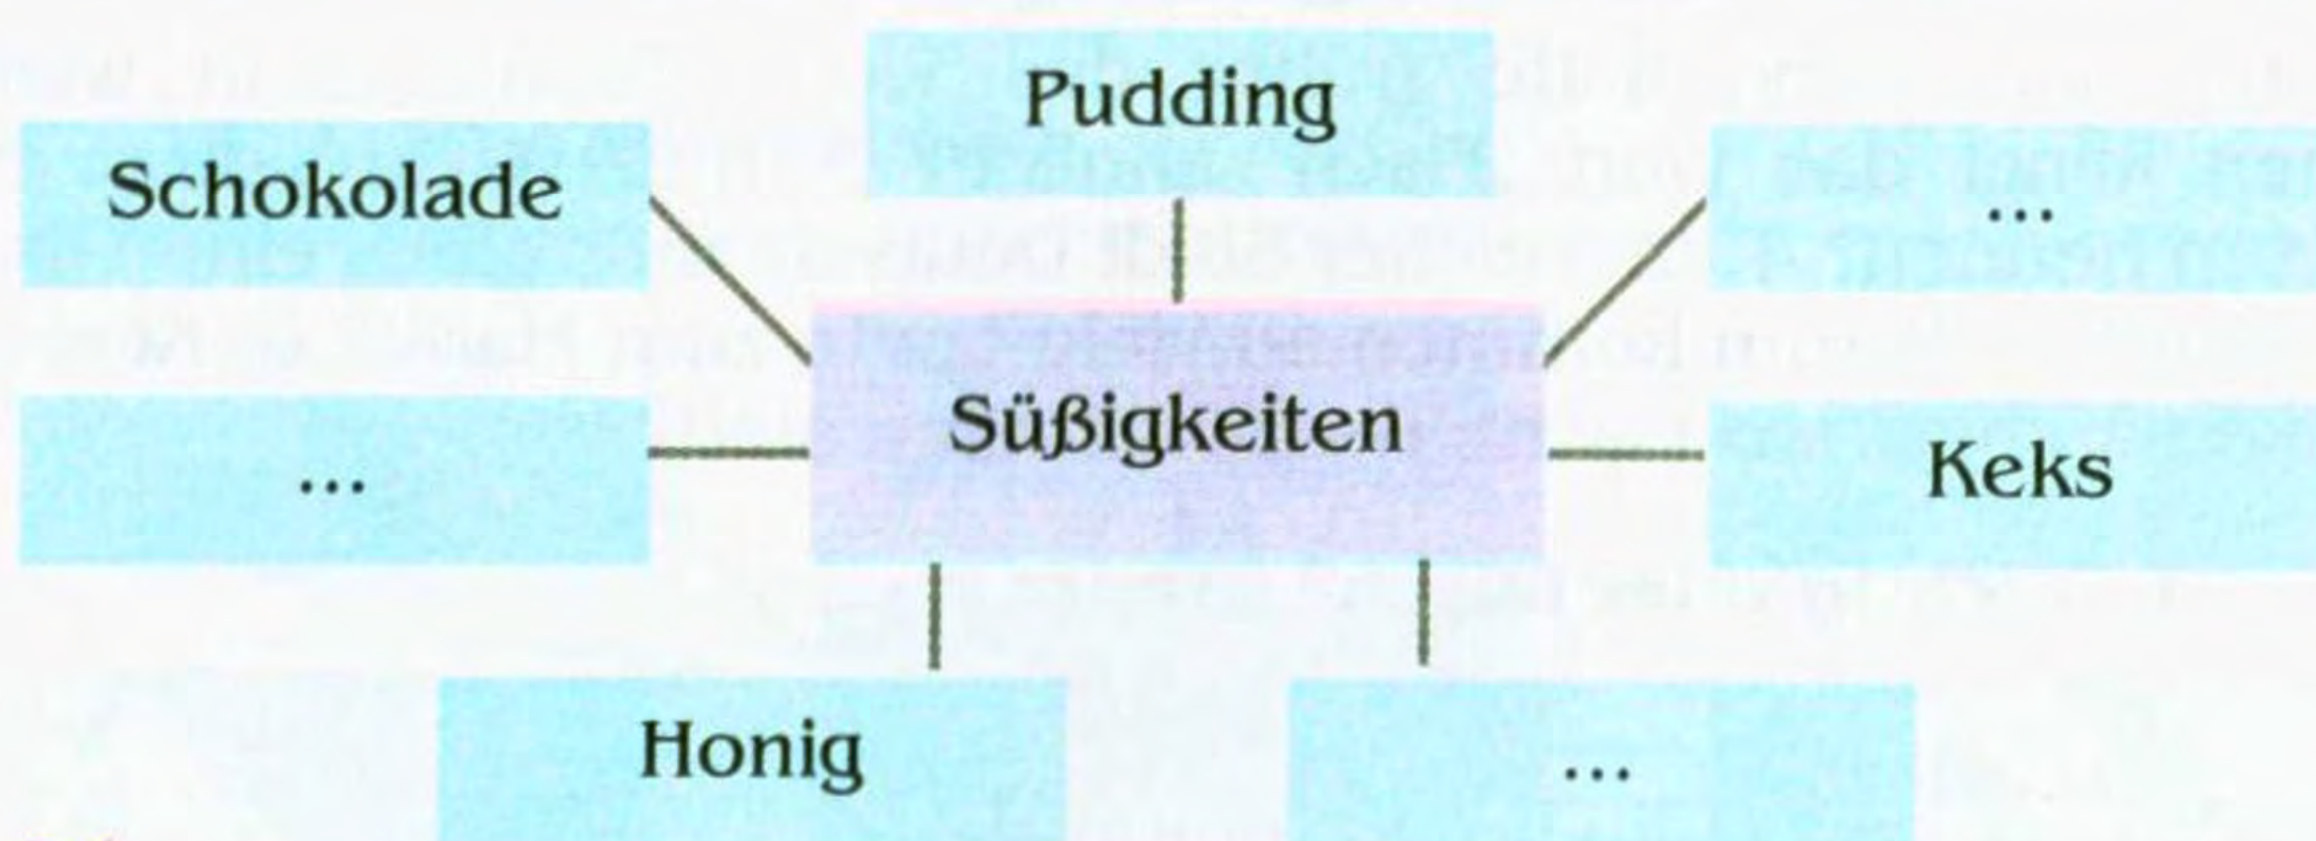 Pudding
Schokolade
...
Süßigkeiten
...
Keks
Honig
...